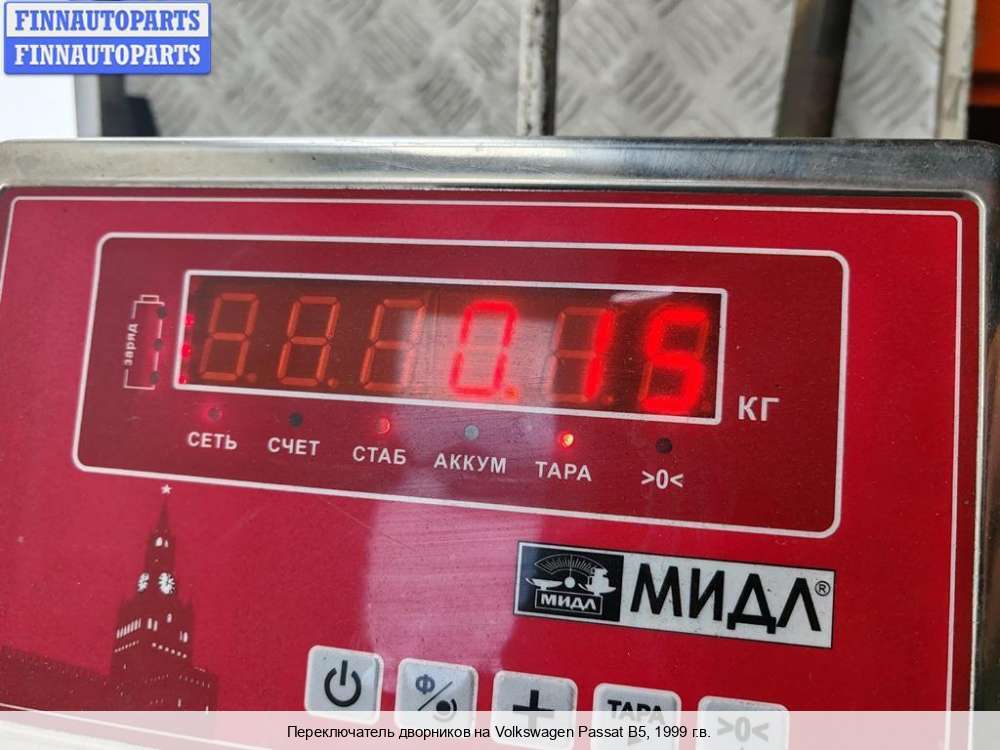 FINNAUTOPARTS
FINNAUTOPARTS
заряд
0.15
КГ
СЕТЬ
СЧЕТ
СТАБ
АККУМ
ТАРА
>0<
МИДЛ
МИДЛ®
Ф
+
ТАРА
>0<
Переключатель дворников на Volkswagen Passat B5, 1999 г.в.